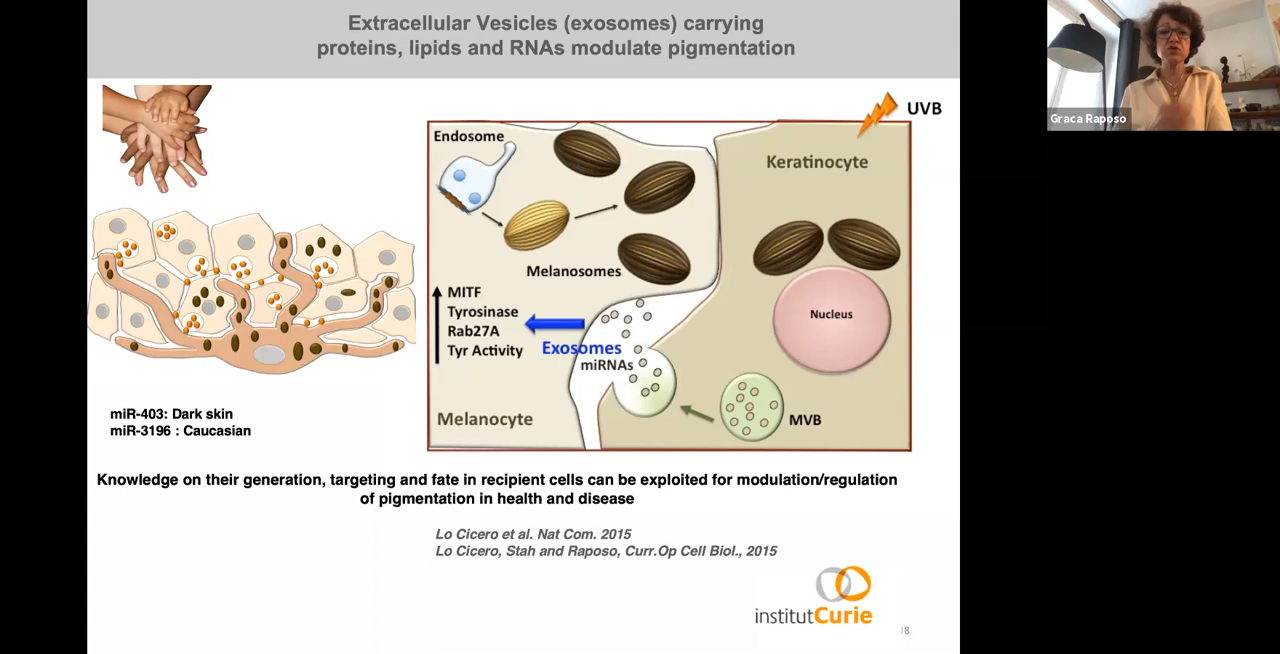 Extracellular Vesicles (exosomes) carrying
proteins, lipids and RNAs modulate pigmentation
Graca Raposo
UVB
Endosome
Keratinocyte
Melanosomes
MITF
Tyrosinase
Rab27A
Tyr Activity
Exosomes
miRNAs
Nucleus
Melanocyte
MVB
miR-403: Dark skin
miR-3196 : Caucasian
Knowledge on their generation, targeting and fate in recipient cells can be exploited for modulation/regulation
of pigmentation in health and disease
Lo Cicero et al. Nat Com. 2015
Lo Cicero, Stah and Raposo, Curr.Op Cell Biol., 2015
institutCurie
18